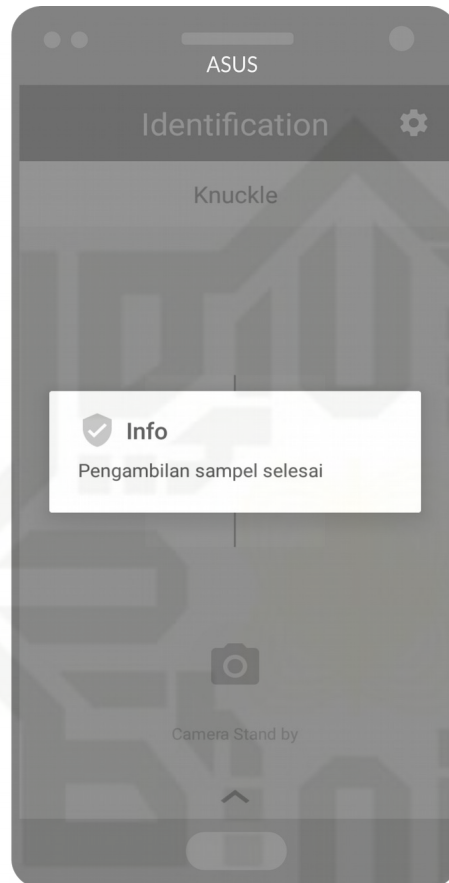 ASUS
Identification
Knuckle
Info
Pengambilan sampel selesai
Camera Stand by